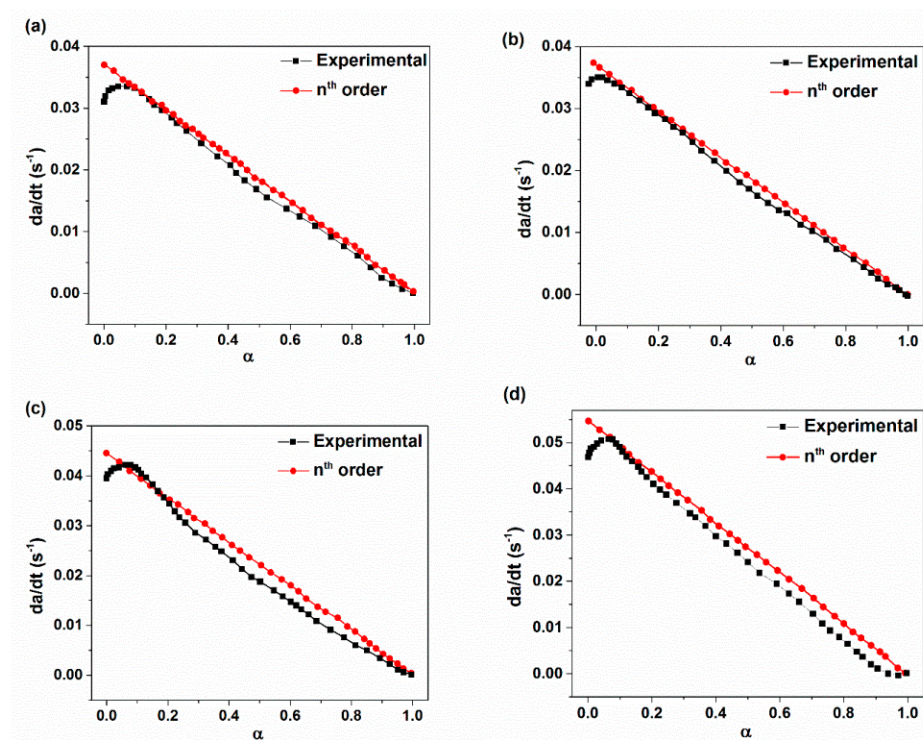 (a)
Experimental
nth order
da/dt (s-1)
0.04
0.03
0.02
0.01
0.00
0.0 0.2 0.4 0.6 0.8 1.0
α
(b)
Experimental
nth order
da/dt (s-1)
0.04
0.03
0.02
0.01
0.00
0.0 0.2 0.4 0.6 0.8 1.0
α
(c)
Experimental
nth order
da/dt (s-1)
0.05
0.04
0.03
0.02
0.01
0.00
0.0 0.2 0.4 0.6 0.8 1.0
α
(d)
Experimental
nth order
da/dt (s-1)
0.05
0.04
0.03
0.02
0.01
0.00
0.0 0.2 0.4 0.6 0.8 1.0
α